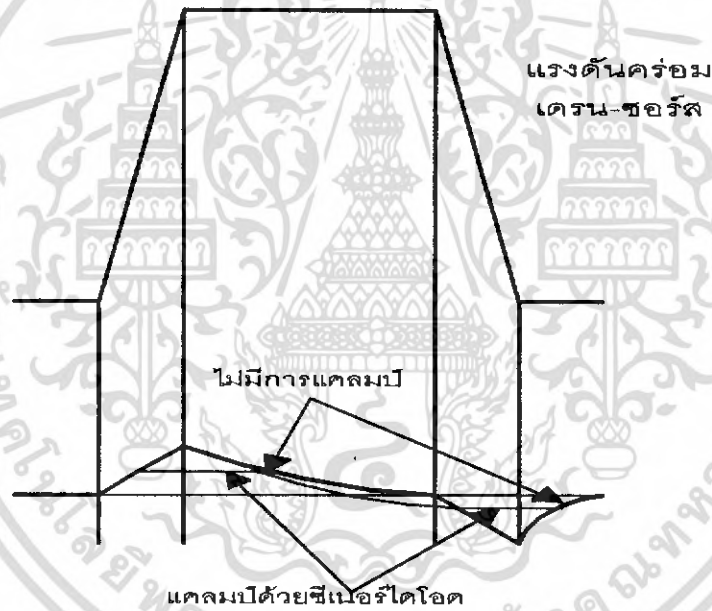 แรงดันคร่อม
เดรน-ซอร์ส
ไม่มีการแคลมป์
แคลมป์ด้วยซีเนอร์ไดโอด